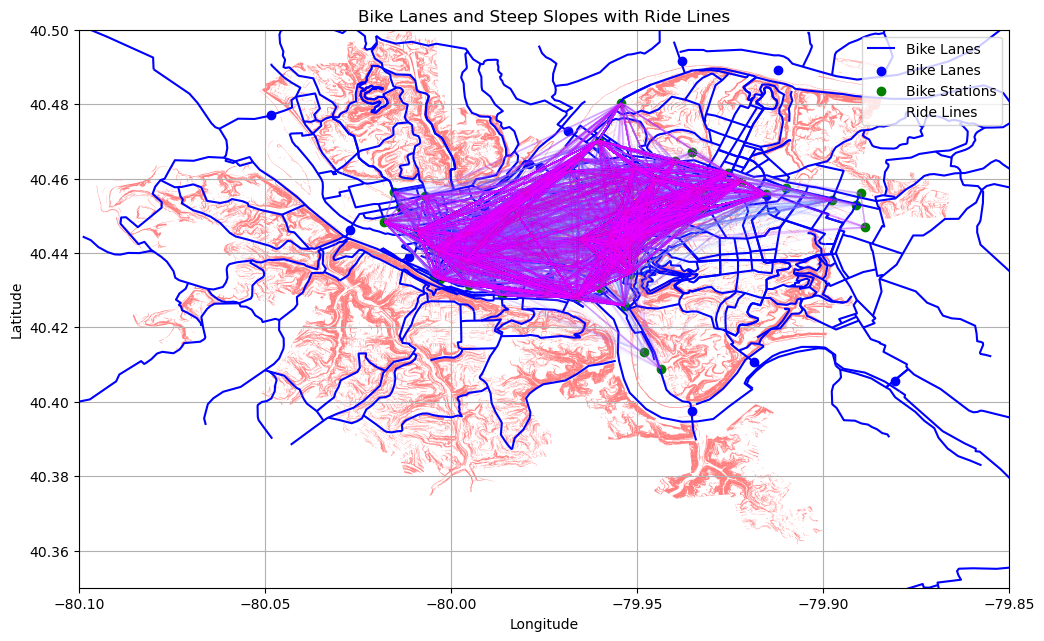 Bike Lanes and Steep Slopes with Ride Lines
Bike Lanes
Bike Lanes
Bike Stations
Ride Lines
Latitude
40.50
40.48
40.46
40.44
40.42
40.40
40.38
40.36
−80.10
−80.05
−80.00
−79.95
−79.90
−79.85
Longitude